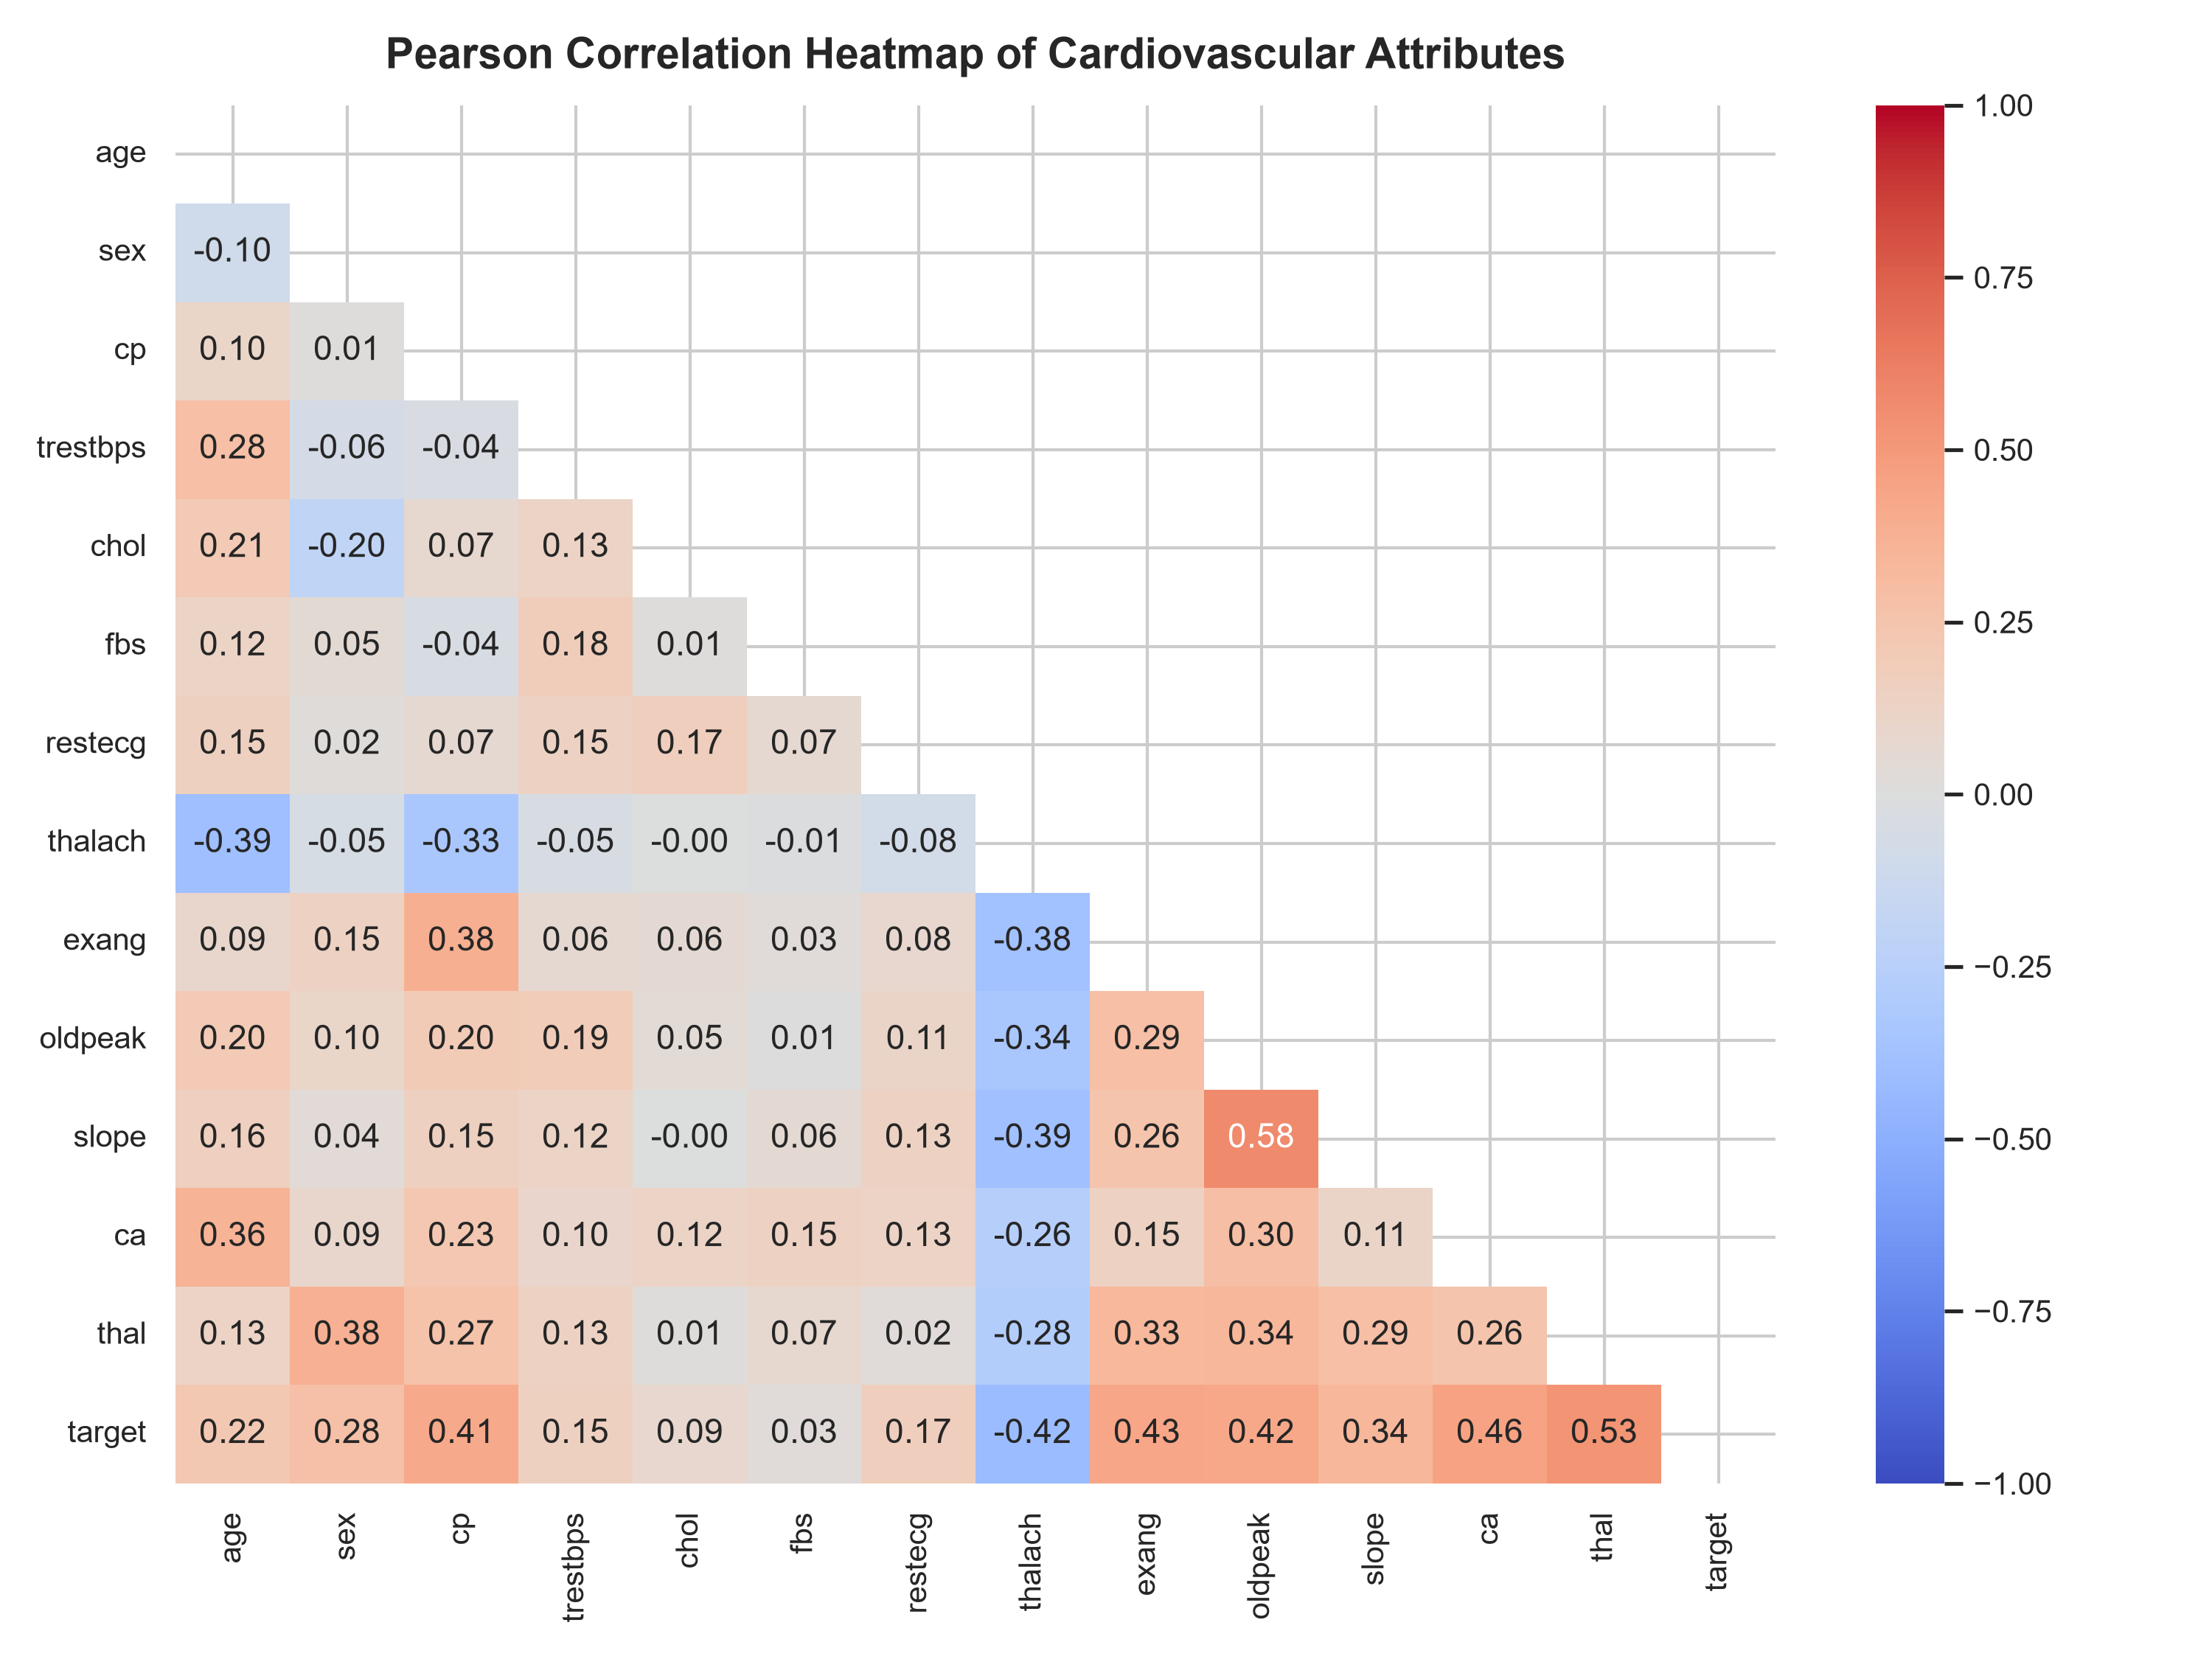 Pearson Correlation Heatmap of Cardiovascular Attributes
age
sex -0.10
cp 0.10 0.01
trestbps 0.28 -0.06 -0.04
chol 0.21 -0.20 0.07 0.13
fbs 0.12 0.05 -0.04 0.18 0.01
restecg 0.15 0.02 0.07 0.15 0.17 0.07
thalach -0.39 -0.05 -0.33 -0.05 -0.00 -0.01 -0.08
exang 0.09 0.15 0.38 0.06 0.06 0.03 0.08 -0.38
oldpeak 0.20 0.10 0.20 0.19 0.05 0.01 0.11 -0.34 0.29
slope 0.16 0.04 0.15 0.12 -0.00 0.06 0.13 -0.39 0.26 0.58
ca 0.36 0.09 0.23 0.10 0.12 0.15 0.13 -0.26 0.15 0.30 0.11
thal 0.13 0.38 0.27 0.13 0.01 0.07 0.02 -0.28 0.33 0.34 0.29 0.26
target 0.22 0.28 0.41 0.15 0.09 0.03 0.17 -0.42 0.43 0.42 0.34 0.46 0.53
age sex cp trestbps chol fbs restecg thalach exang oldpeak slope ca thal target
1.00
0.75
0.50
0.25
0.00
−0.25
−0.50
−0.75
−1.00